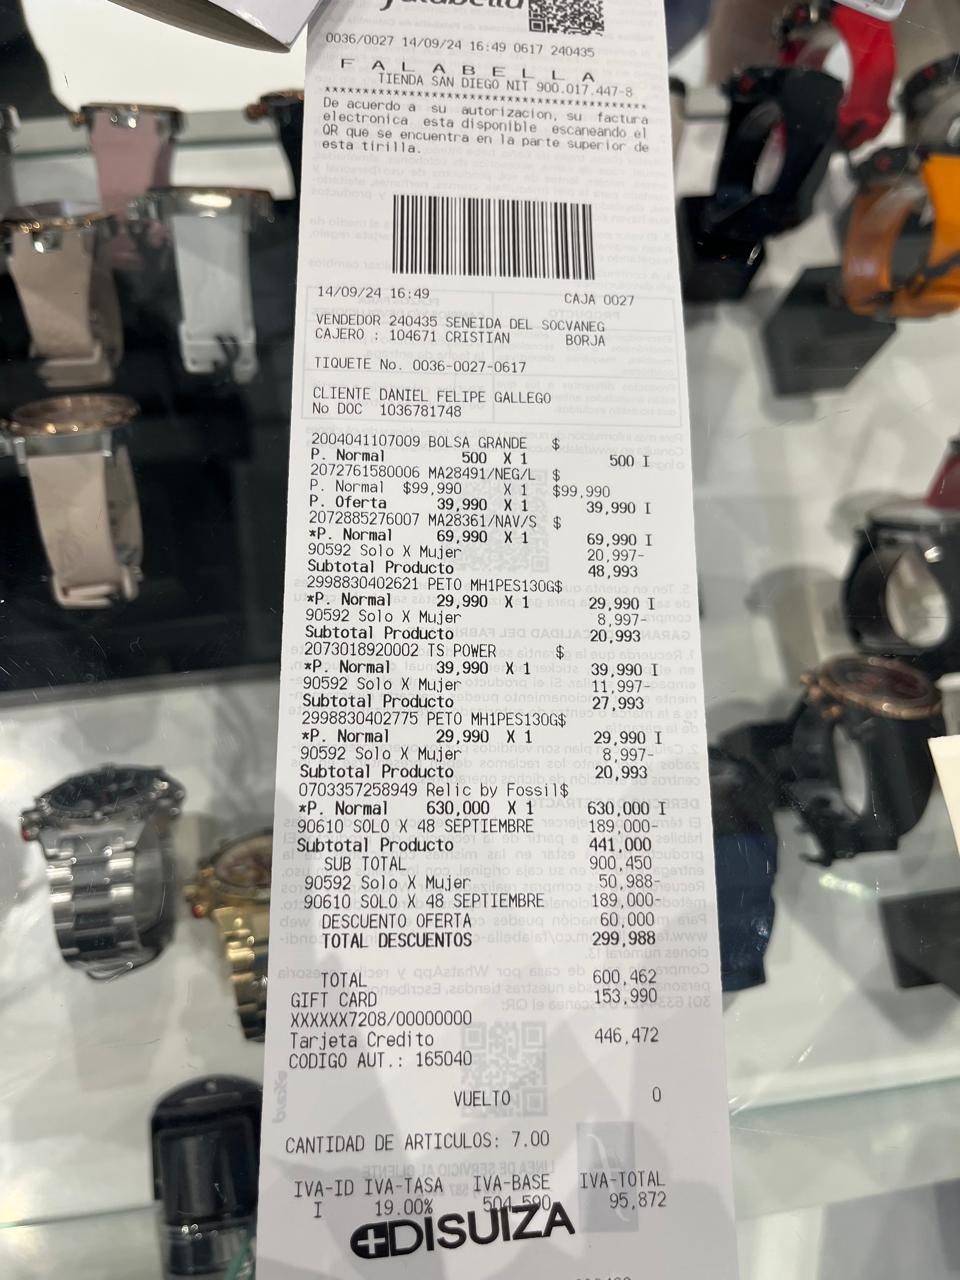 falabella
0036/0027 14/09/24 16:49 0617 240435
F A L A B E L L A
TIENDA SAN DIEGO NIT 900.017.447-8
De acuerdo a su autorizacion, su factura
electronica esta disponible escaneando el
QR que se encuentra en la parte superior de
esta tirilla.
14/09/24 16:49 CAJA 0027
VENDEDOR 240435 SENEIDA DEL SOCVANEG
CAJERO : 104671 CRISTIAN BORJA
TIQUETE No. 0036-0027-0617
CLIENTE DANIEL FELIPE GALLEGO
No DOC 1036781748
2004041107009 BOLSA GRANDE $
P. Normal 500 X 1 500 I
2072761580006 MA28491/NEG/L $
P. Normal $99,990 X 1 $99,990
P. Oferta 39,990 X 1 39,990 I
2072885276007 MA28361/NAV/S $
*P. Normal 69,990 X 1 69,990 I
90592 Solo X Mujer 20,997-
Subtotal Producto 48,993
2998830402621 PETO MH1PES130G$
*P. Normal 29,990 X 1 29,990 I
90592 Solo X Mujer 8,997-
Subtotal Producto 20,993
2073018920002 TS POWER $
*P. Normal 39,990 X 1 39,990 I
90592 Solo X Mujer 11,997-
Subtotal Producto 27,993
2998830402775 PETO MH1PES130G$
*P. Normal 29,990 X 1 29,990 I
90592 Solo X Mujer 8,997-
Subtotal Producto 20,993
0703357258949 Relic by Fossil$
*P. Normal 630,000 X 1 630,000 I
90610 SOLO X 48 SEPTIEMBRE 189,000-
Subtotal Producto 441,000
SUB TOTAL 900,450
90592 Solo X Mujer 50,988-
90610 SOLO X 48 SEPTIEMBRE 189,000-
DESCUENTO OFERTA 60,000
TOTAL DESCUENTOS 299,988
TOTAL 600,462
GIFT CARD 153,990
XXXXXX7208/00000000
Tarjeta Credito 446,472
CODIGO AUT.: 165040
VUELTO 0
CANTIDAD DE ARTICULOS: 7.00
IVA-ID IVA-TASA IVA-BASE IVA-TOTAL
I 19.00% 504,590 95,872
DISUIZA